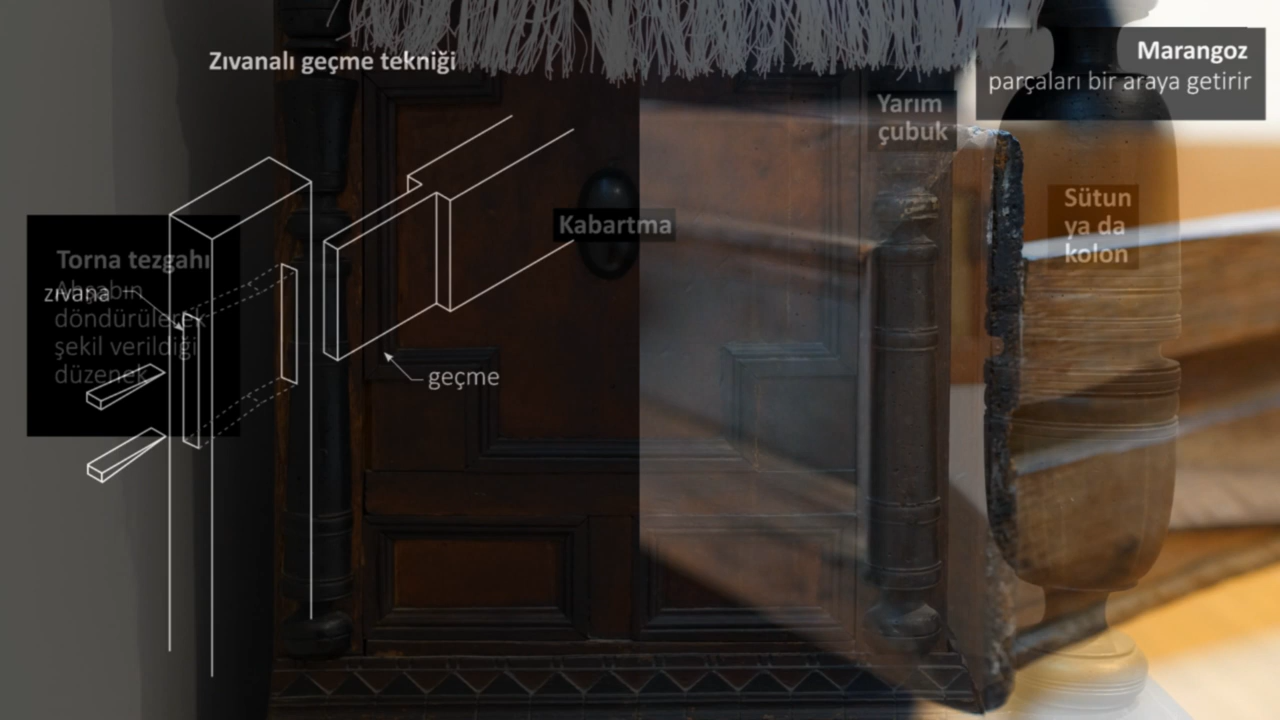 Zıvanalı geçme tekniği
Marangoz
parçaları bir araya getirir
Yarım
çubuk
Sütun
ya da
kolon
Kabartma
Torna tezgahı
zıvana
Ahşabın
döndürülerek
şekil verildiği
düzenek
geçme